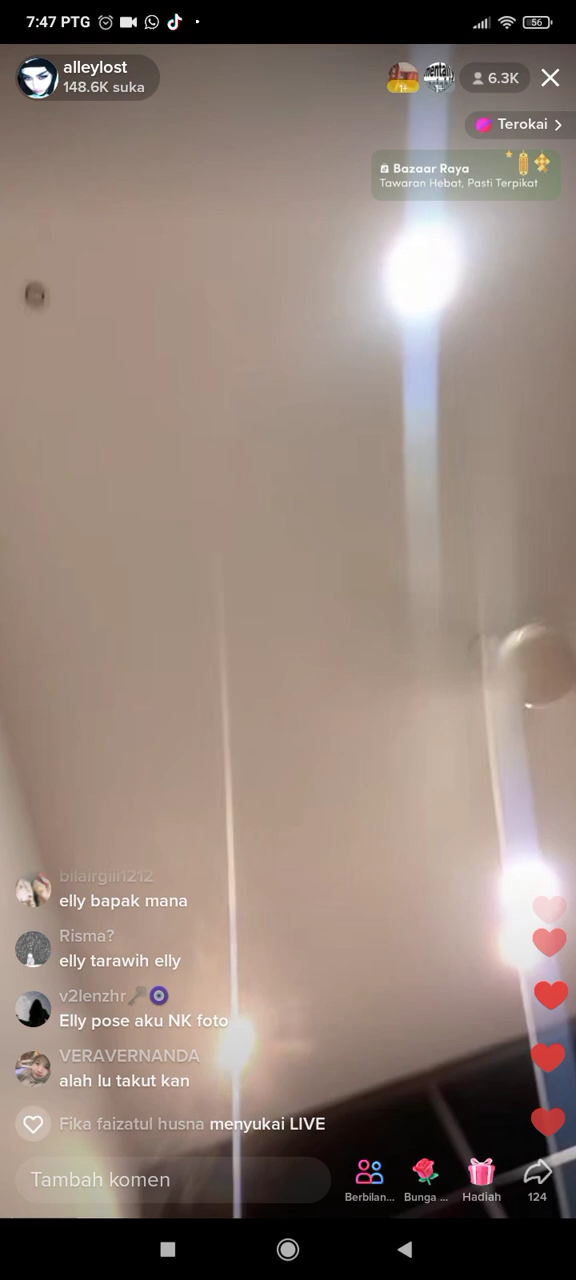 7:47 PTG
56
alleylost
148.6K suka
6.3K
Terokai
Bazaar Raya
Tawaran Hebat, Pasti Terpikat
bilairgiii1212
elly bapak mana
Risma?
elly tarawih elly
v2lenzhr
Elly pose aku NK foto
VERAVERNANDA
alah lu takut kan
Fika faizatul husna menyukai LIVE
Tambah komen
Berbilan...
Bunga ...
Hadiah
124